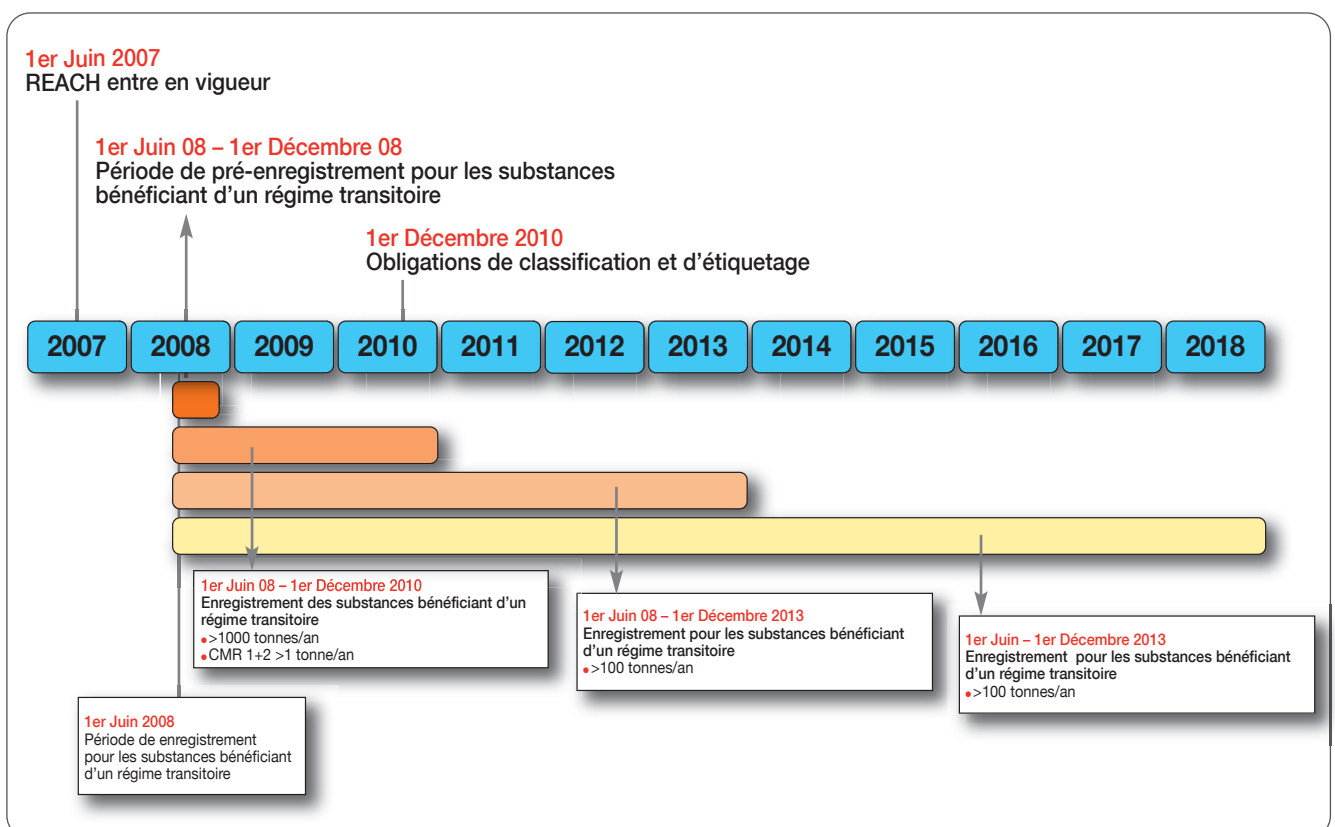 1er Juin 2007
REACH entre en vigueur
1er Juin 08 – 1er Décembre 08
Période de pré-enregistrement pour les substances
bénéficiant d'un régime transitoire
1er Décembre 2010
Obligations de classification et d'étiquetage
2007 2008 2009 2010 2011 2012 2013 2014 2015 2016 2017 2018
1er Juin 08 – 1er Décembre 2010
Enregistrement des substances bénéficiant d'un
régime transitoire
•>1000 tonnes/an
•CMR 1+2 >1 tonne/an
1er Juin 08 – 1er Décembre 2013
Enregistrement pour les substances bénéficiant
d'un régime transitoire
•>100 tonnes/an
1er Juin – 1er Décembre 2013
Enregistrement pour les substances bénéficiant
d'un régime transitoire
•>100 tonnes/an
1er Juin 2008
Période de enregistrement
pour les substances bénéficiant
d'un régime transitoire